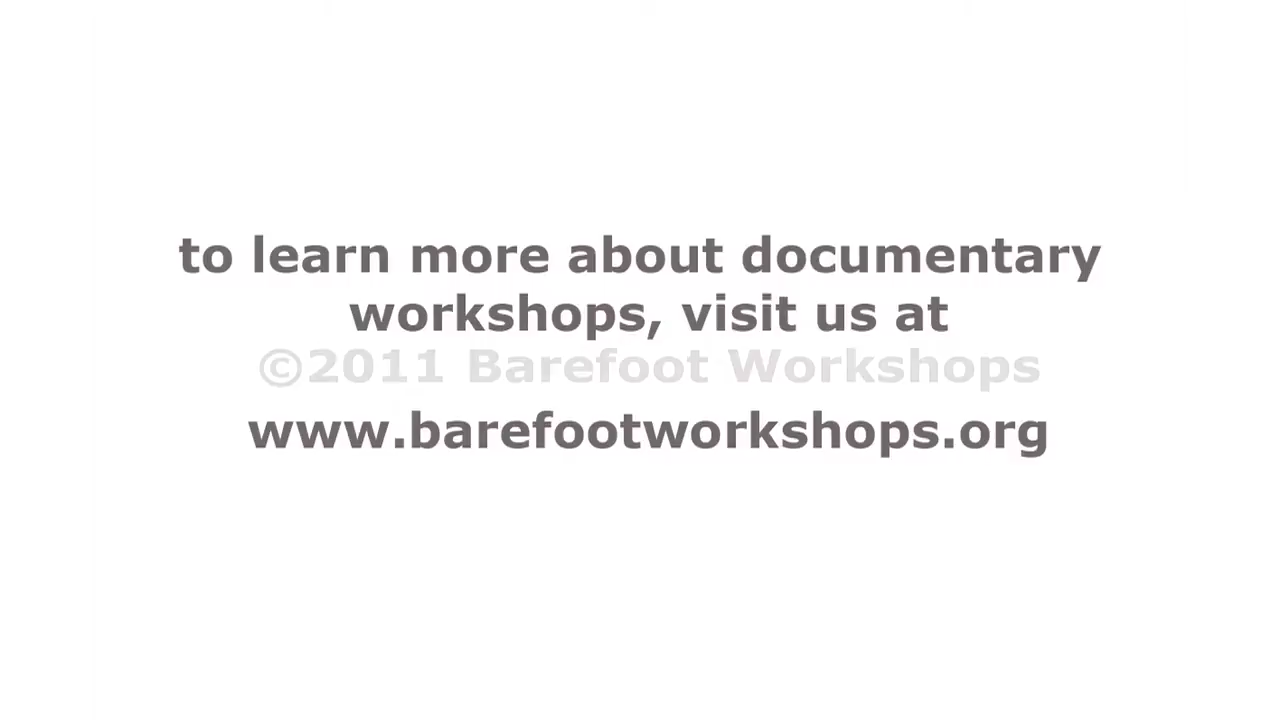 to learn more about documentary
workshops, visit us at
©2011 Barefoot Workshops
www.barefootworkshops.org